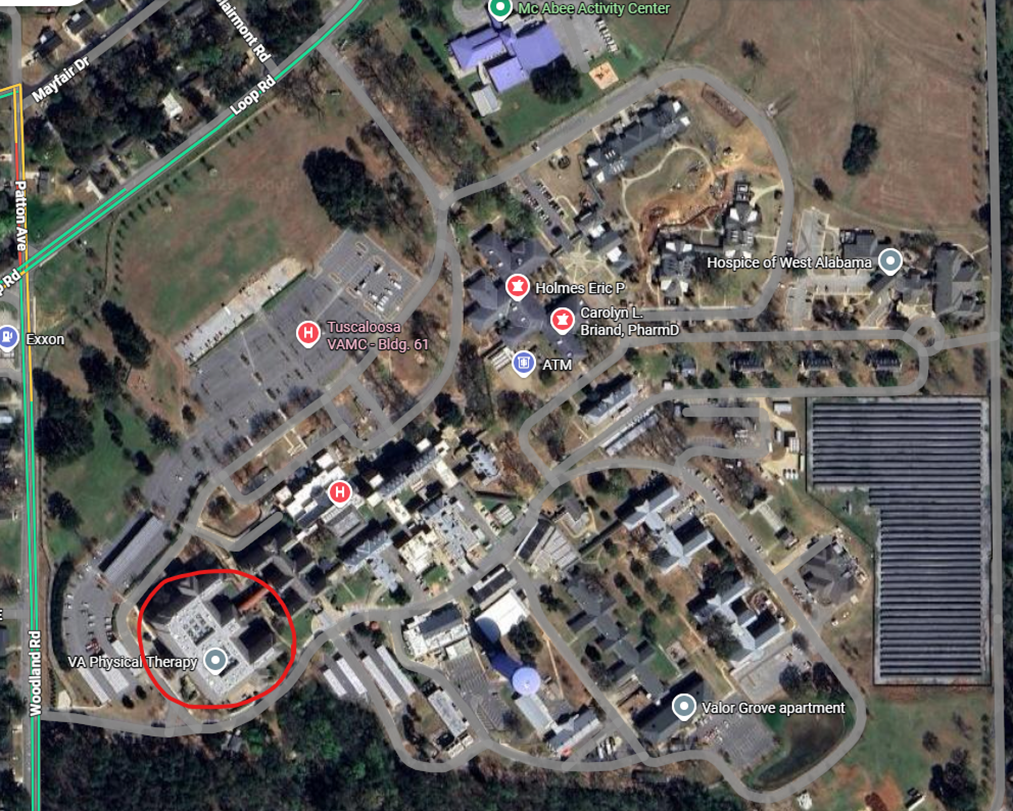 Mc Abee Activity Center
Clairmont Rd
Mayfair Dr
Loop Rd
Patton Ave
p Rd
Hospice of West Alabama
Holmes Eric P
Carolyn L.
Briand, PharmD
Tuscaloosa
VAMC - Bldg. 61
H
Exxon
ATM
H
VA Physical Therapy
Woodland Rd
Valor Grove apartment